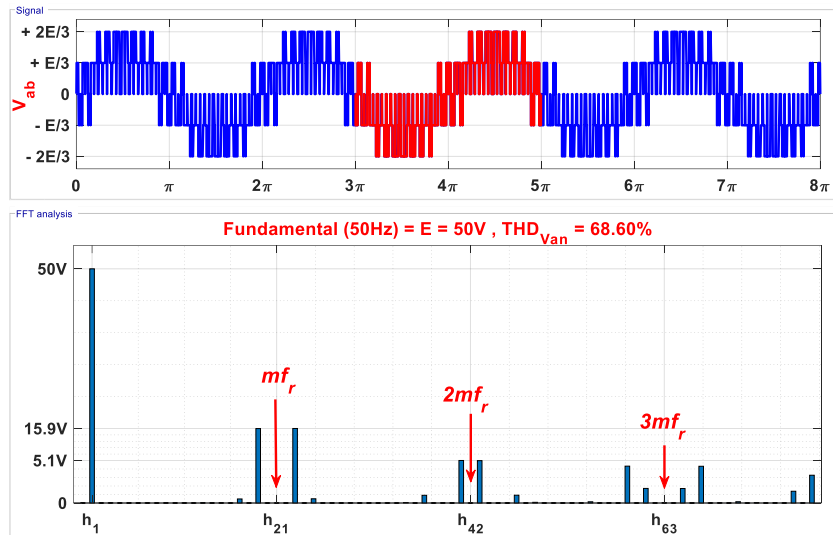 Signal
+ 2E/3
+ E/3
0
- E/3
- 2E/3
V_ab
0 π 2π 3π 4π 5π 6π 7π 8π
FFT analysis
Fundamental (50Hz) = E = 50V , THD_Van = 68.60%
50V
15.9V
5.1V
0
mf_r
2mf_r
3mf_r
h_1 h_21 h_42 h_63